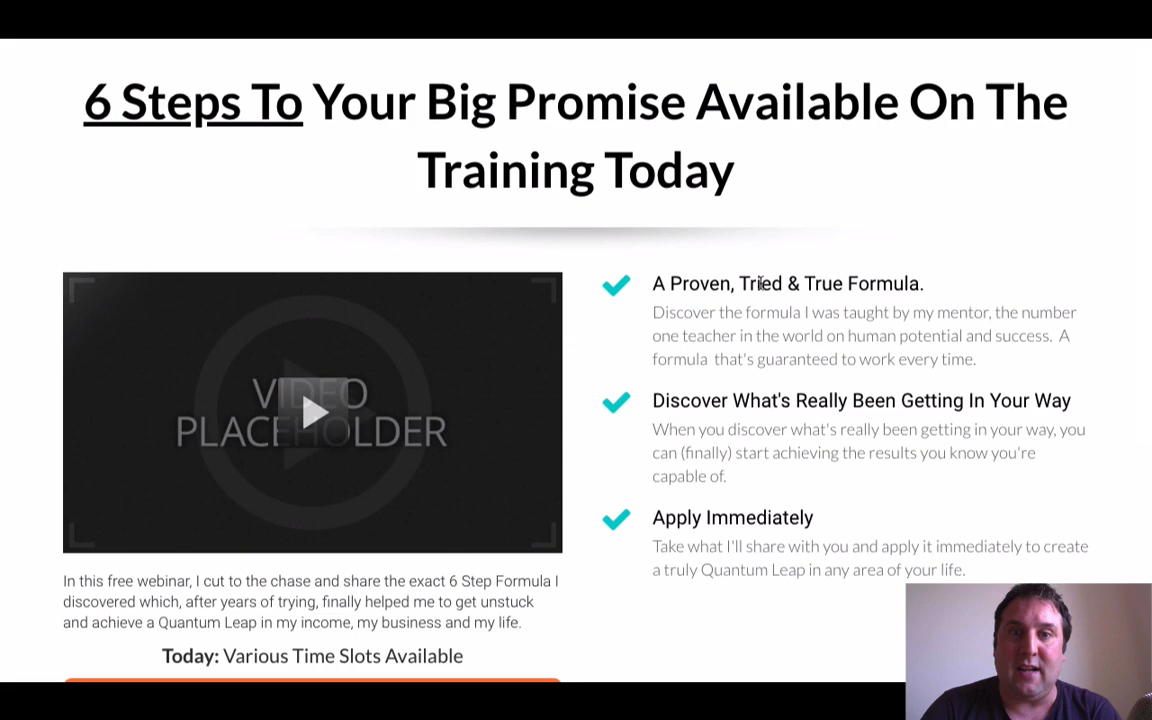 6 Steps To Your Big Promise Available On The
Training Today
VIDEO
PLACEHOLDER
In this free webinar, I cut to the chase and share the exact 6 Step Formula I
discovered which, after years of trying, finally helped me to get unstuck
and achieve a Quantum Leap in my income, my business and my life.
Today: Various Time Slots Available
A Proven, Tried & True Formula.
Discover the formula I was taught by my mentor, the number
one teacher in the world on human potential and success. A
formula that's guaranteed to work every time.
Discover What's Really Been Getting In Your Way
When you discover what's really been getting in your way, you
can (finally) start achieving the results you know you're
capable of.
Apply Immediately
Take what I'll share with you and apply it immediately to create
a truly Quantum Leap in any area of your life.